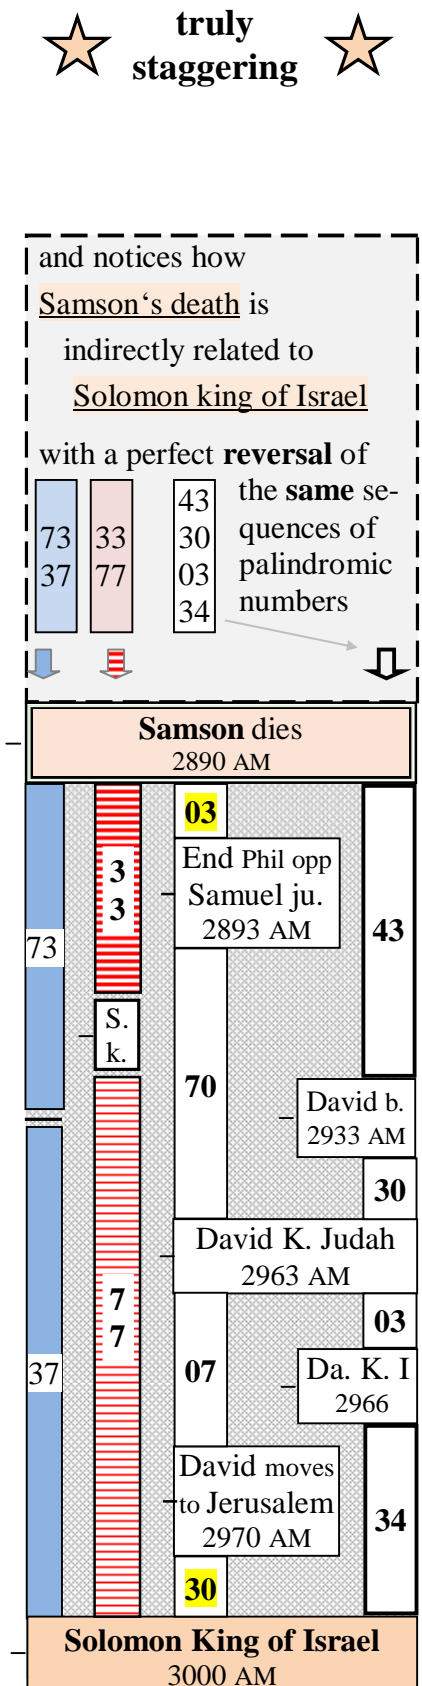 truly
staggering
and notices how
Samson‘s death is
indirectly related to
Solomon king of Israel
with a perfect reversal of
the same se-
quences of
palindromic
numbers
73
37
33
77
43
30
03
34
Samson dies
2890 AM
03
3
3
End Phil opp
Samuel ju.
2893 AM
43
73
S.
k.
70
David b.
2933 AM
30
David K. Judah
2963 AM
7
7
03
37
07
Da. K. I
2966
David moves
to Jerusalem
2970 AM
34
30
Solomon King of Israel
3000 AM